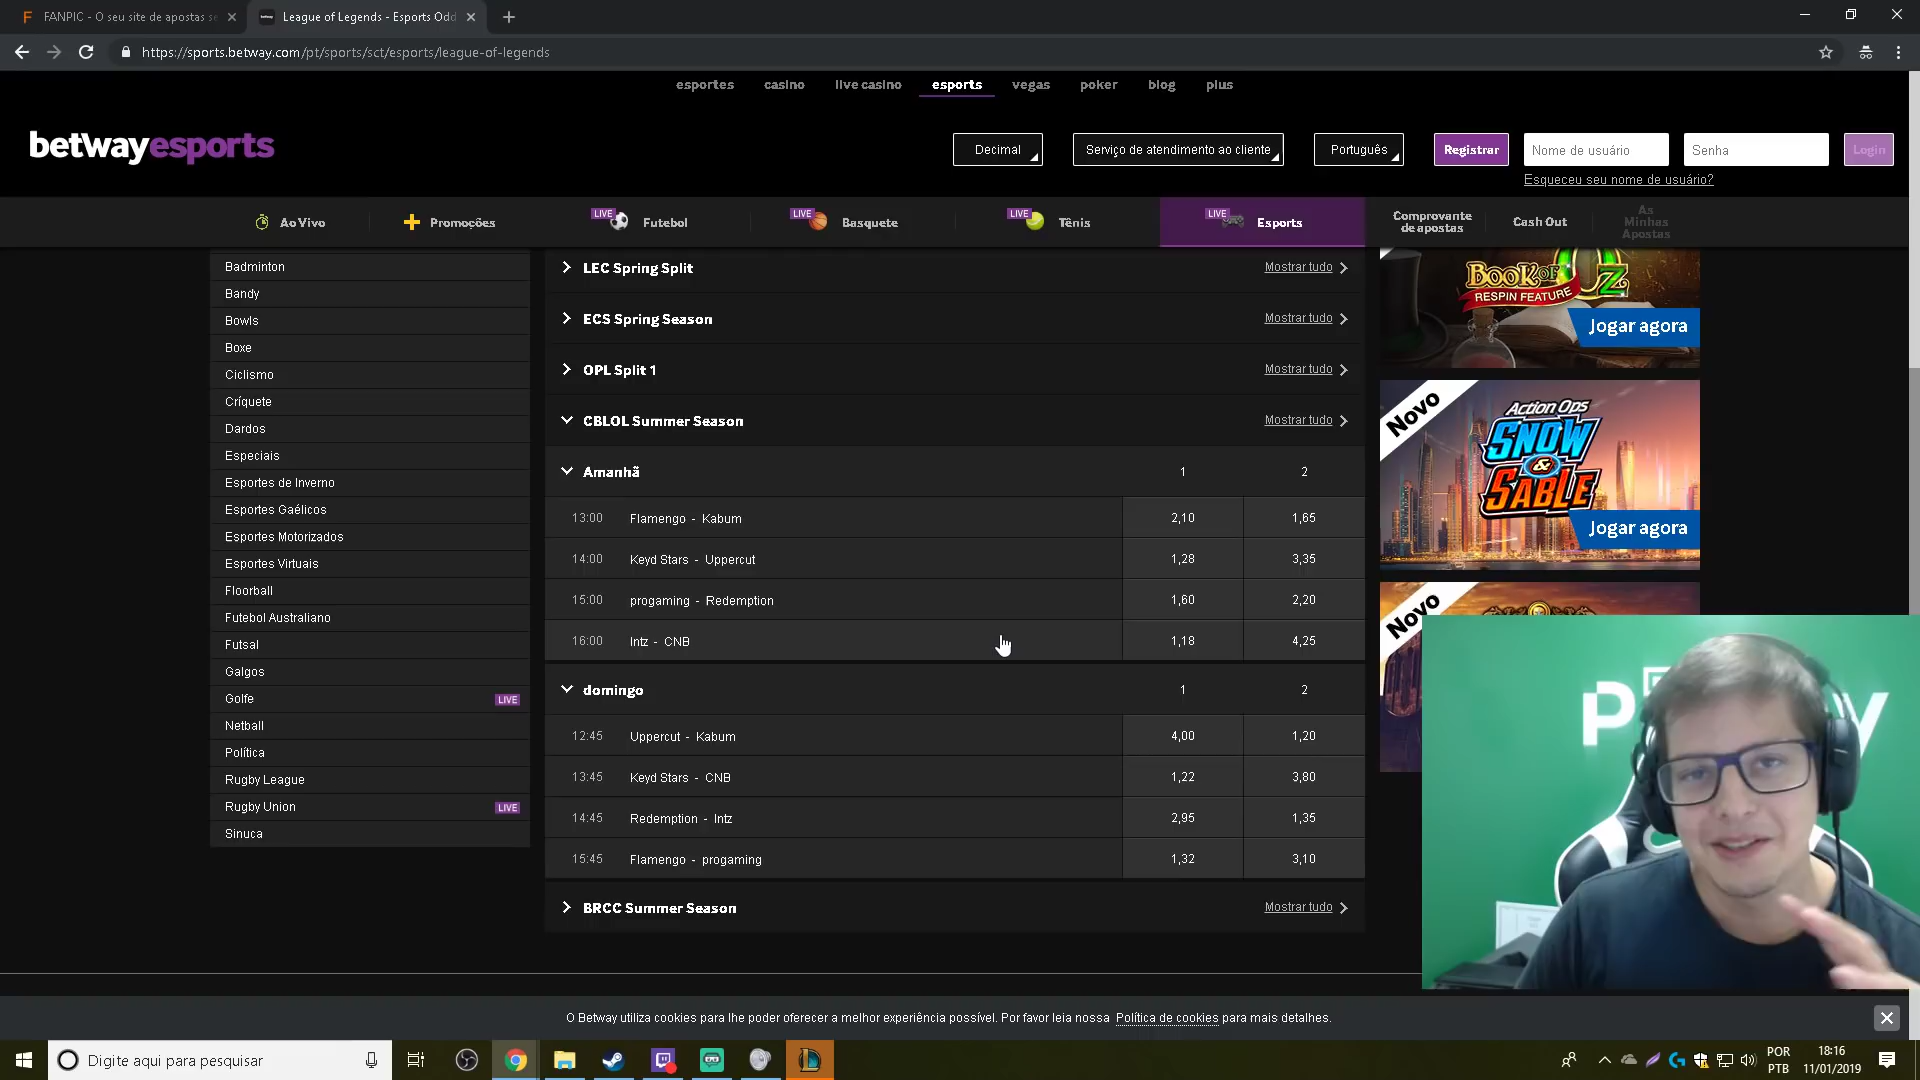 FANPIC - O seu site de apostas se
League of Legends - Esports Odd
https://sports.betway.com/pt/sports/sct/esports/league-of-legends
esportes casino live casino esports vegas poker blog plus
betwayesports
Decimal
Serviço de atendimento ao cliente
Português
Registrar
Nome de usuário
Senha
Login
Esqueceu seu nome de usuário?
Ao Vivo
Promoções
LIVE Futebol
LIVE Basquete
LIVE Tênis
LIVE Esports
Comprovante
de apostas
Cash Out
As
Minhas
Apostas
Badminton
Bandy
Bowls
Boxe
Ciclismo
Críquete
Dardos
Especiais
Esportes de Inverno
Esportes Gaélicos
Esportes Motorizados
Esportes Virtuais
Floorball
Futebol Australiano
Futsal
Galgos
Golfe LIVE
Netball
Política
Rugby League
Rugby Union LIVE
Sinuca
LEC Spring Split Mostrar tudo
ECS Spring Season Mostrar tudo
OPL Split 1 Mostrar tudo
CBLOL Summer Season Mostrar tudo
Amanhã 1 2
13:00 Flamengo - Kabum 2,10 1,65
14:00 Keyd Stars - Uppercut 1,28 3,35
15:00 progaming - Redemption 1,60 2,20
16:00 Intz - CNB 1,18 4,25
domingo 1 2
12:45 Uppercut - Kabum 4,00 1,20
13:45 Keyd Stars - CNB 1,22 3,80
14:45 Redemption - Intz 2,95 1,35
15:45 Flamengo - progaming 1,32 3,10
BRCC Summer Season Mostrar tudo
BOOK OF OZ
RESPIN FEATURE
Jogar agora
Novo
Action Ops
SNOW
&
SABLE
Jogar agora
Novo
O Betway utiliza cookies para lhe poder oferecer a melhor experiência possível. Por favor leia nossa Política de cookies para mais detalhes.
Digite aqui para pesquisar
POR
PTB
18:16
11/01/2019